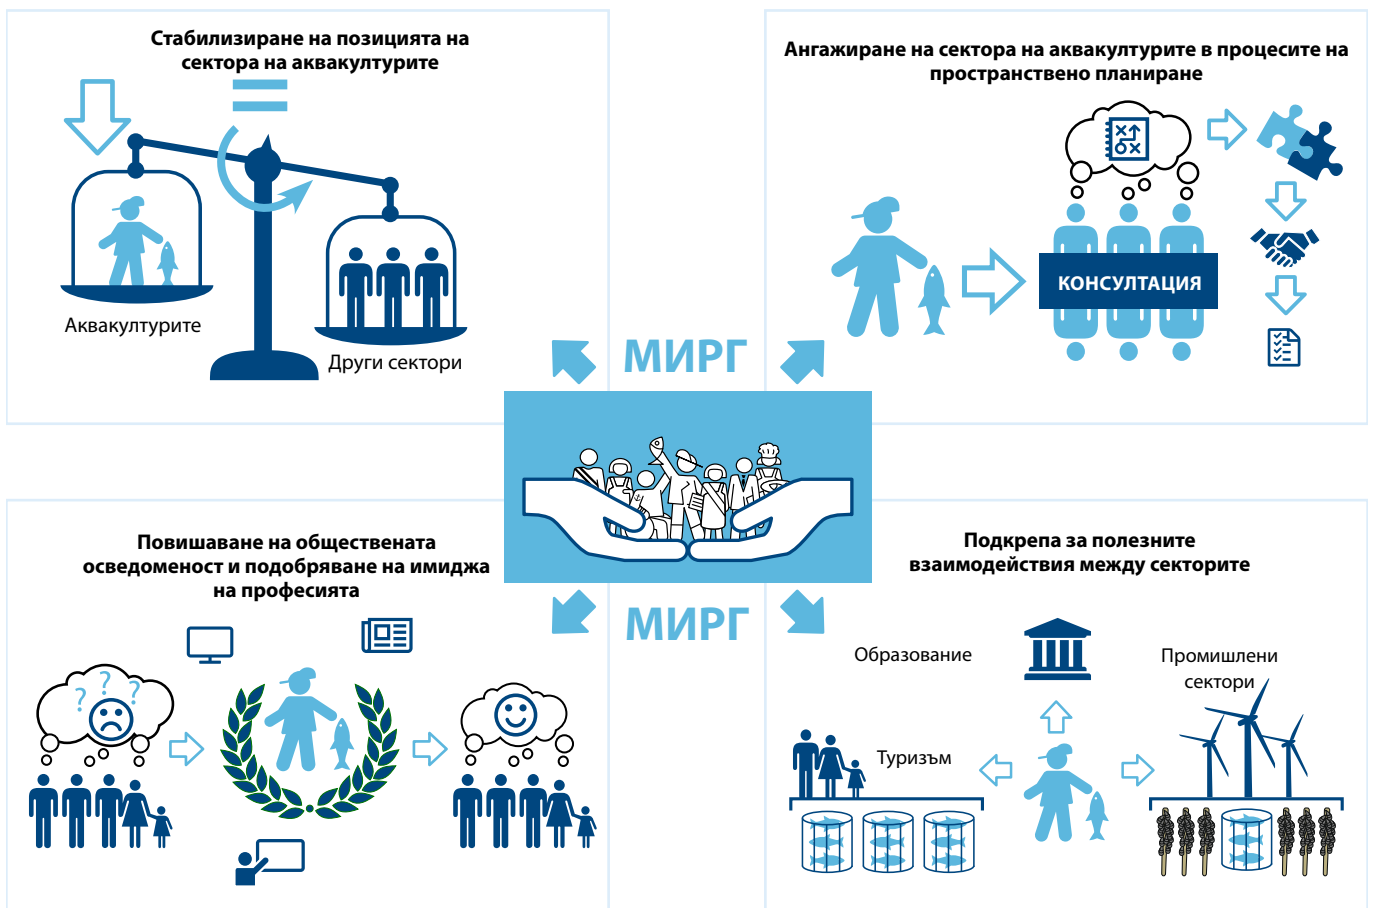 Стабилизиране на позицията на
сектора на аквакултурите
Аквакултурите
Други сектори
Ангажиране на сектора на аквакултурите в процесите на
пространствено планиране
КОНСУЛТАЦИЯ
МИРГ
МИРГ
Повишаване на обществената
осведоменост и подобряване на имиджа
на професията
? ? ?
Подкрепа за полезните
взаимодействия между секторите
Образование
Промишлени
сектори
Туризъм